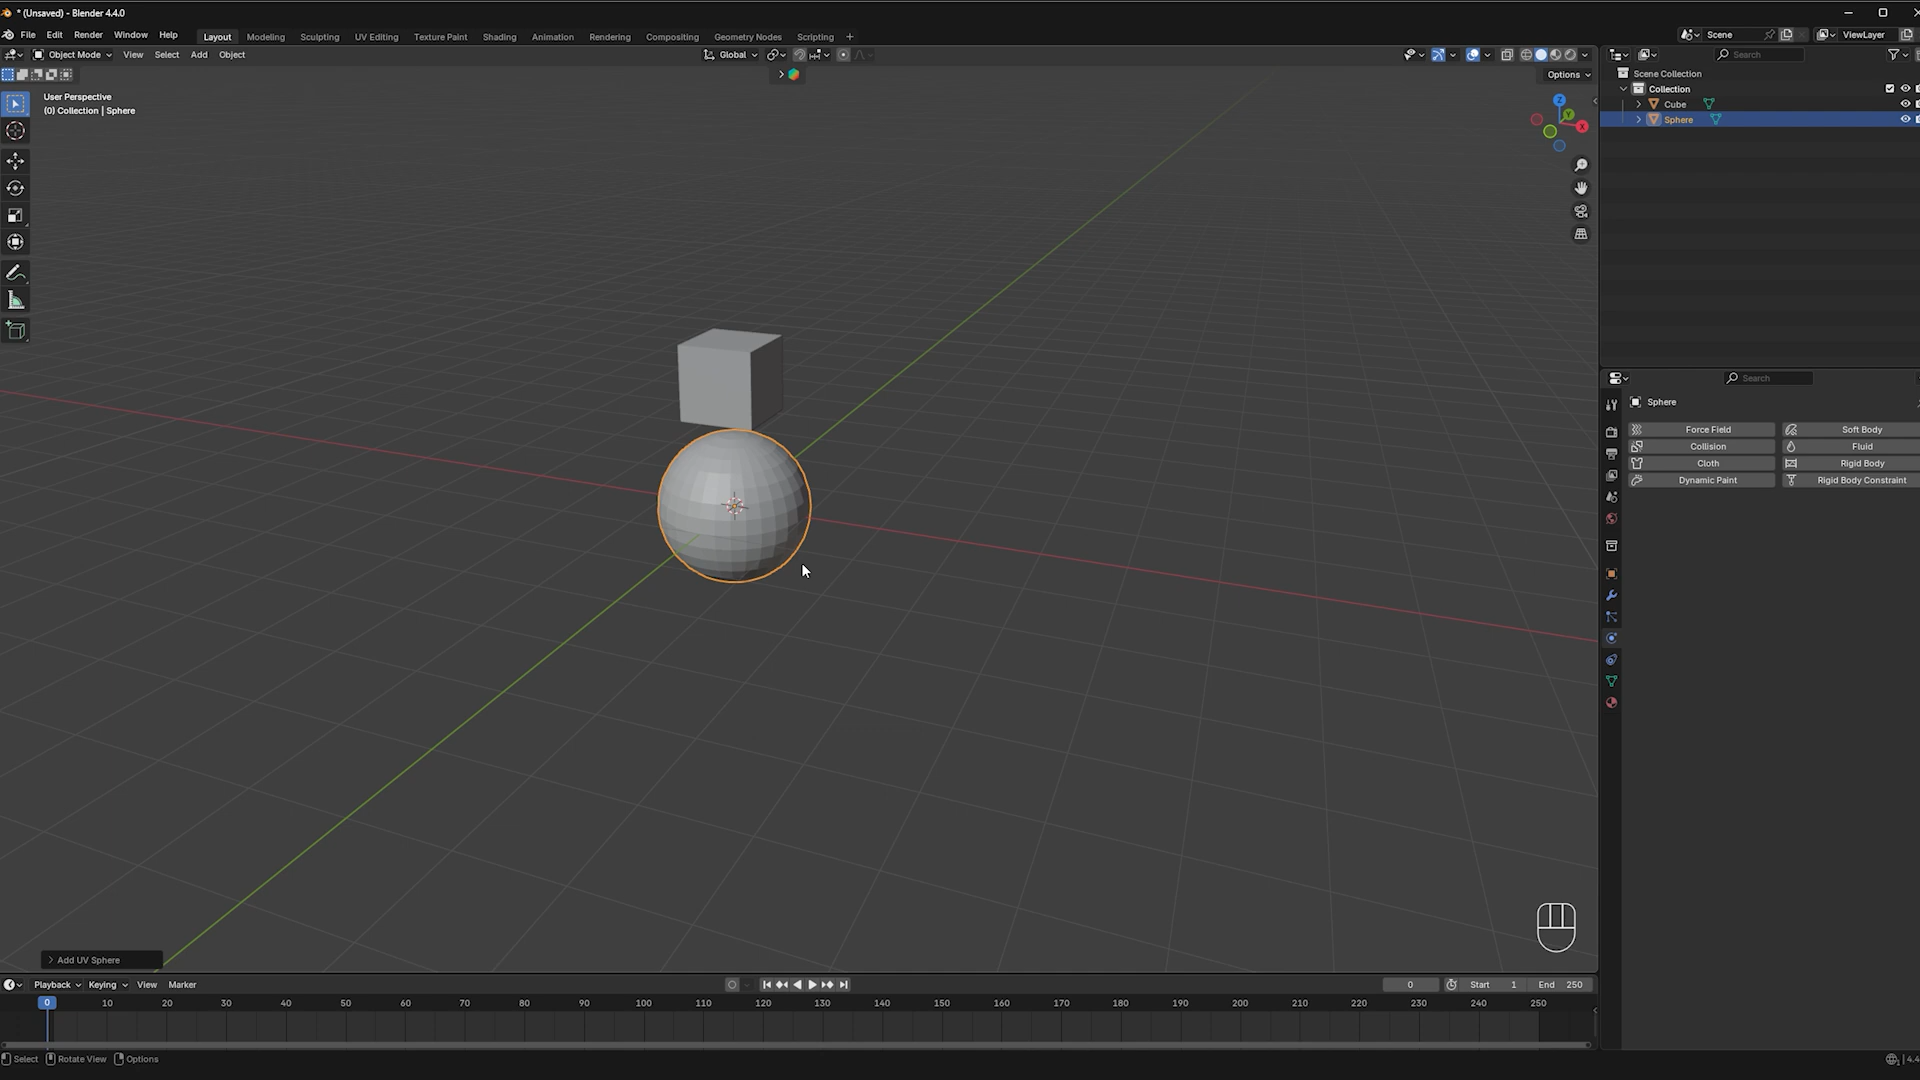 * (Unsaved) - Blender 4.4.0
File Edit Render Window Help Layout Modeling Sculpting UV Editing Texture Paint Shading Animation Rendering Compositing Geometry Nodes Scripting + Scene ViewLayer
Object Mode View Select Add Object Global Search
Options
User Perspective
(0) Collection | Sphere
Z
Y
X
Scene Collection
Collection
Cube
Sphere
Search
Sphere
Force Field Soft Body
Collision Fluid
Cloth Rigid Body
Dynamic Paint Rigid Body Constraint
Add UV Sphere
Playback Keying View Marker 0 Start 1 End 250
0 10 20 30 40 50 60 70 80 90 100 110 120 130 140 150 160 170 180 190 200 210 220 230 240 250
Select Rotate View Options 4.4